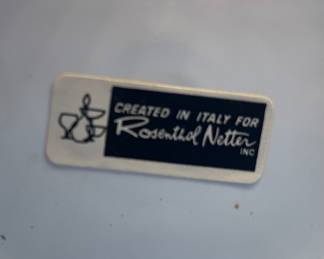 CREATED IN ITALY FOR
Rosenthal Netter
INC